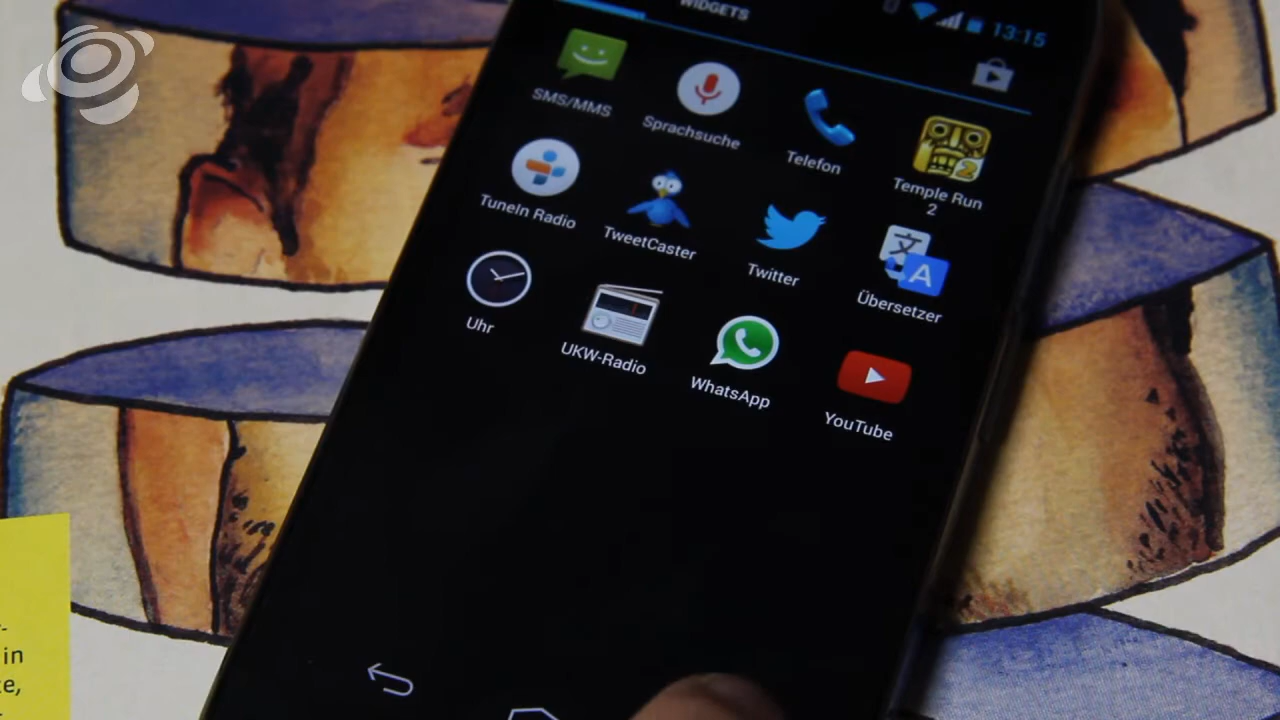 WIDGETS
13:15
SMS/MMS
Sprachsuche
Telefon
Temple Run
2
TuneIn Radio
TweetCaster
Twitter
Übersetzer
Uhr
UKW-Radio
WhatsApp
YouTube
in